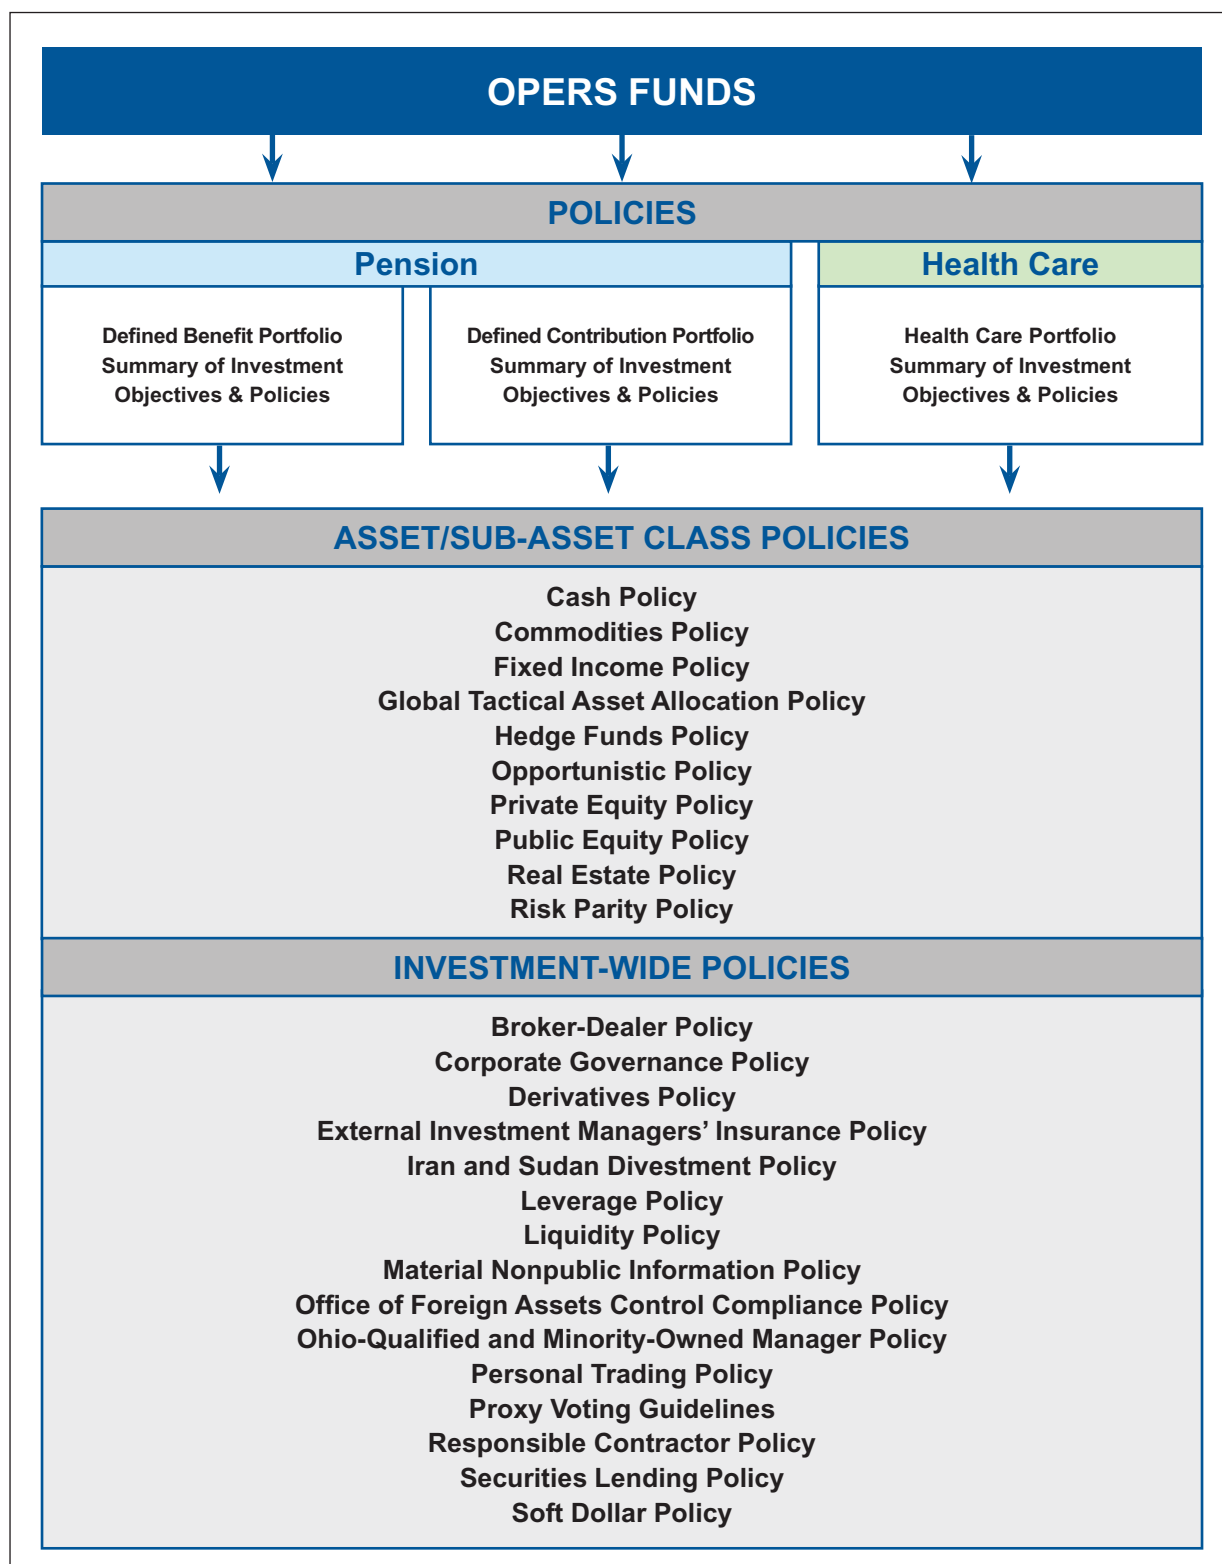 OPERS FUNDS
POLICIES
Pension
Health Care
Defined Benefit Portfolio
Summary of Investment
Objectives & Policies
Defined Contribution Portfolio
Summary of Investment
Objectives & Policies
Health Care Portfolio
Summary of Investment
Objectives & Policies
ASSET/SUB-ASSET CLASS POLICIES
Cash Policy
Commodities Policy
Fixed Income Policy
Global Tactical Asset Allocation Policy
Hedge Funds Policy
Opportunistic Policy
Private Equity Policy
Public Equity Policy
Real Estate Policy
Risk Parity Policy
INVESTMENT-WIDE POLICIES
Broker-Dealer Policy
Corporate Governance Policy
Derivatives Policy
External Investment Managers’ Insurance Policy
Iran and Sudan Divestment Policy
Leverage Policy
Liquidity Policy
Material Nonpublic Information Policy
Office of Foreign Assets Control Compliance Policy
Ohio-Qualified and Minority-Owned Manager Policy
Personal Trading Policy
Proxy Voting Guidelines
Responsible Contractor Policy
Securities Lending Policy
Soft Dollar Policy